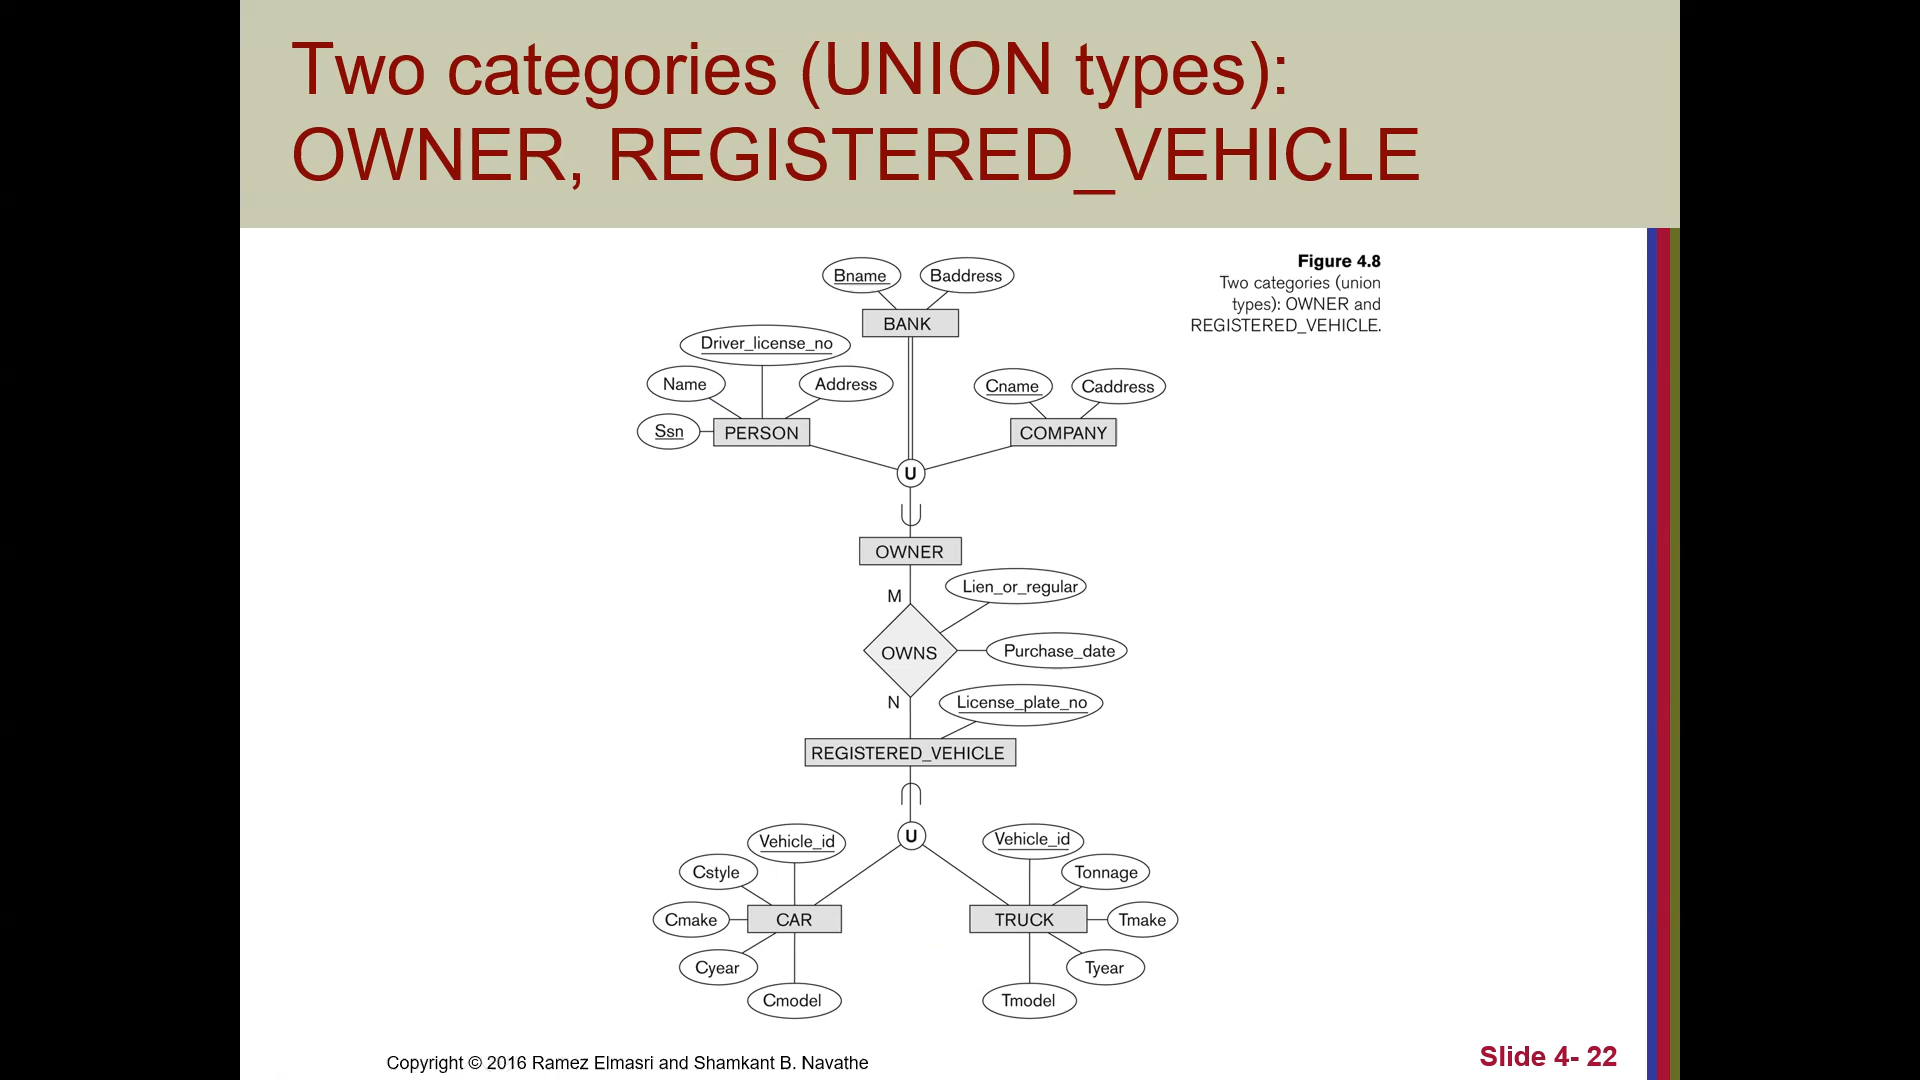 Two categories (UNION types):
OWNER, REGISTERED_VEHICLE
Figure 4.8
Two categories (union
types): OWNER and
REGISTERED_VEHICLE.
Bname Baddress
BANK
Driver_license_no
Name Address
Cname Caddress
Ssn PERSON COMPANY
U
OWNER
M Lien_or_regular
OWNS Purchase_date
N License_plate_no
REGISTERED_VEHICLE
U
Vehicle_id Vehicle_id
Cstyle Tonnage
Cmake CAR TRUCK Tmake
Cyear Tyear
Cmodel Tmodel
Copyright © 2016 Ramez Elmasri and Shamkant B. Navathe
Slide 4- 22